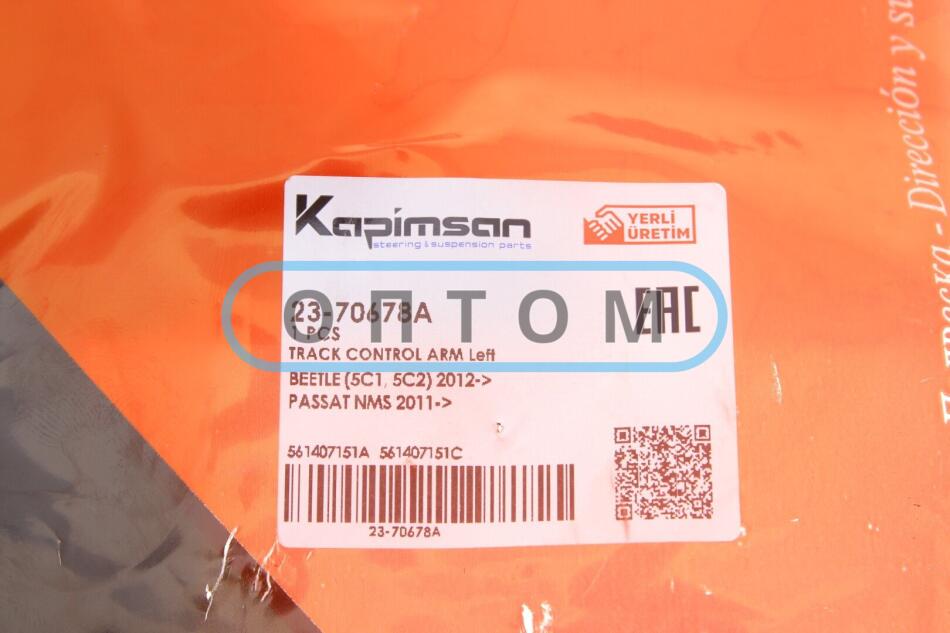 Kapimsan
steering & suspension parts
YERLİ
ÜRETİM
23-70678A
EAC
ОПТОМ
1 PCS
TRACK CONTROL ARM Left
BEETLE (5C1, 5C2) 2012->
PASSAT NMS 2011->
561407151A 561407151C
23-70678A
- Dirección y su